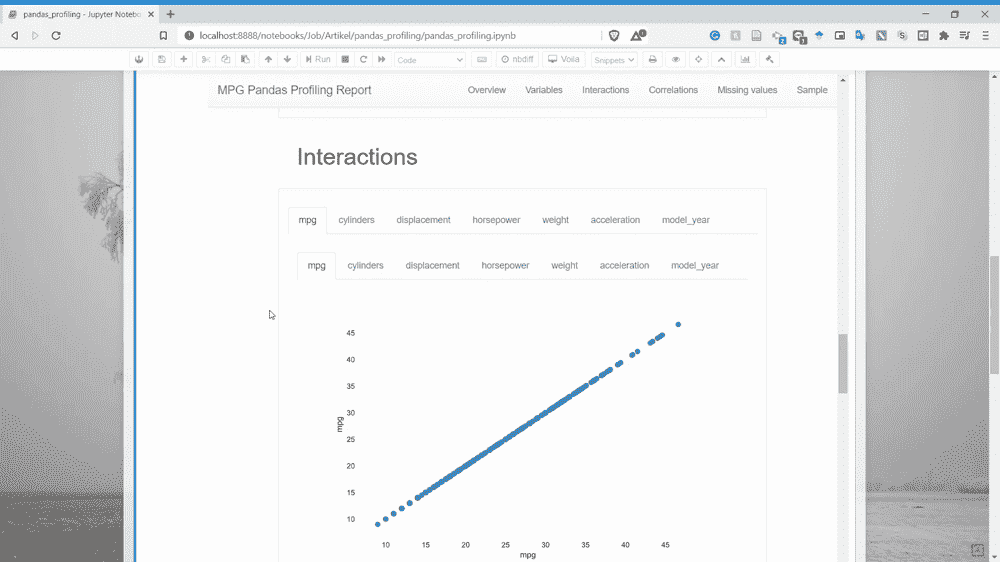 pandas_profiling - Jupyter Notebo
localhost:8888/notebooks/Job/Artikel/pandas_profiling/pandas_profiling.ipynb
Run Code nbdiff Voila Snippets
MPG Pandas Profiling Report Overview Variables Interactions Correlations Missing values Sample
Interactions
mpg cylinders displacement horsepower weight acceleration model_year
mpg cylinders displacement horsepower weight acceleration model_year
45
40
35
30
mpg
25
20
15
10
10 15 20 25 30 35 40 45
mpg